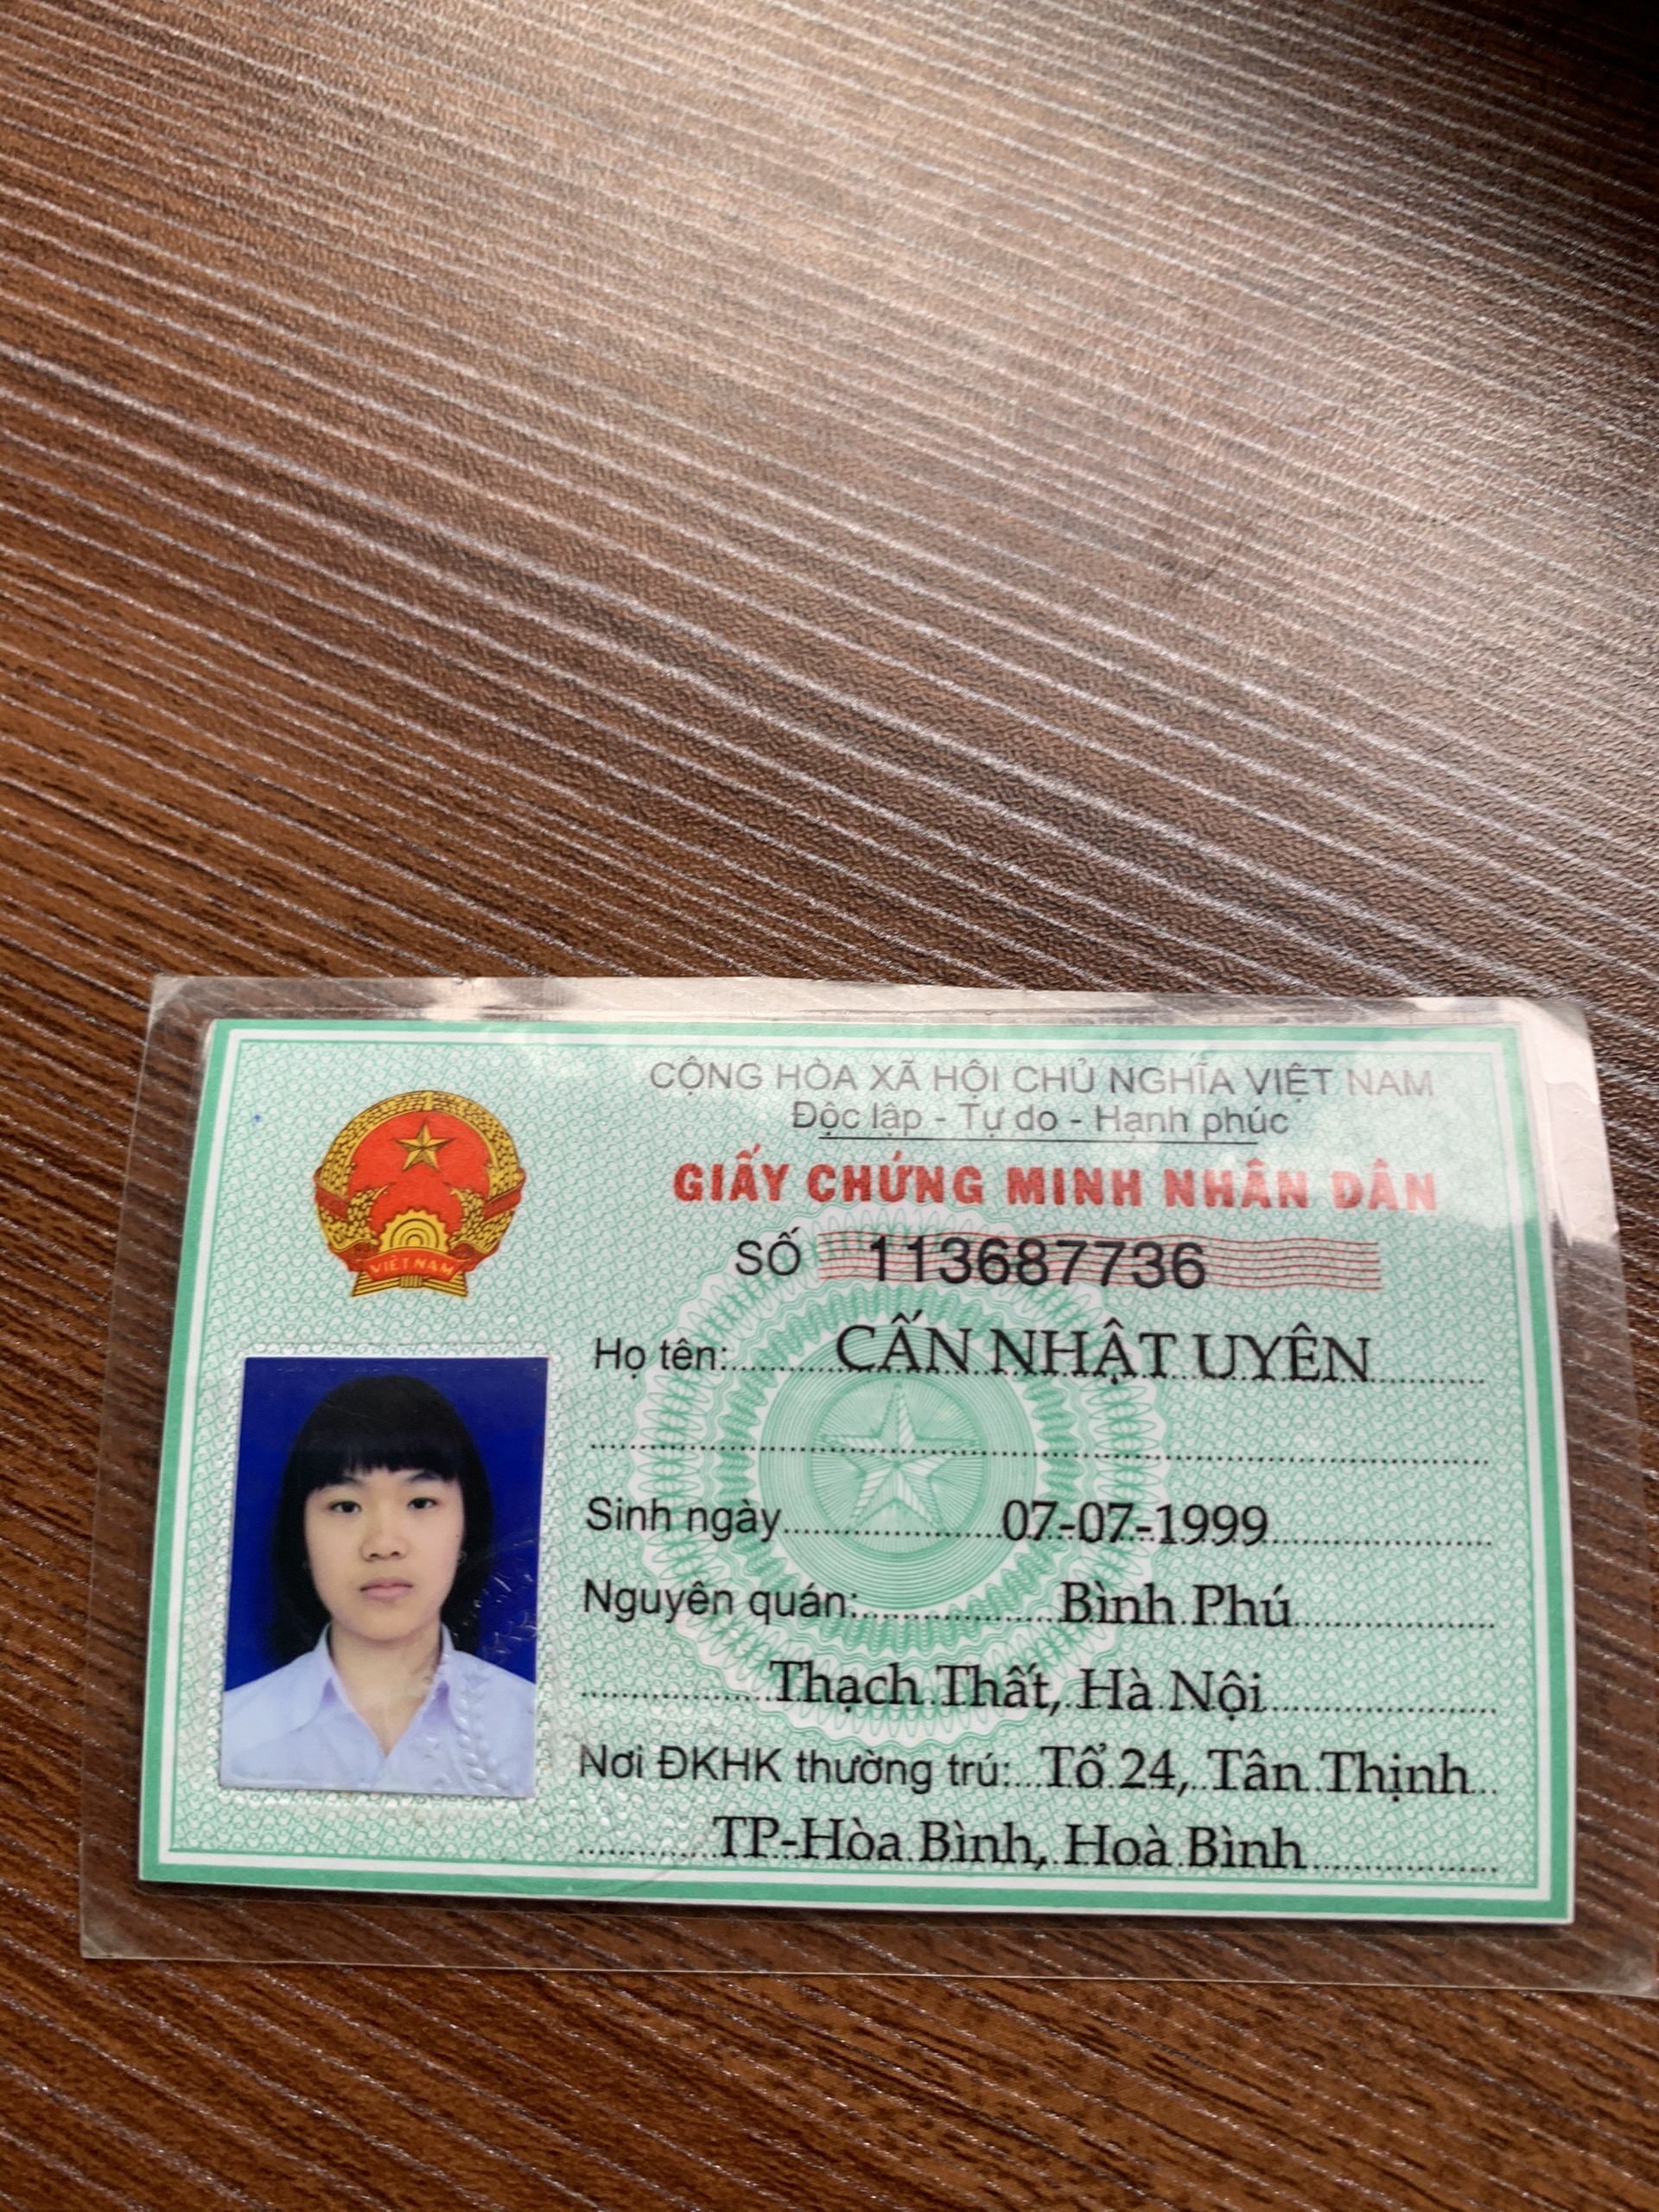 CỘNG HÒA XÃ HỘI CHỦ NGHĨA VIỆT NAM
Độc lập - Tự do - Hạnh phúc
GIẤY CHỨNG MINH NHÂN DÂN
SỐ 113687736
VIỆT NAM
Họ tên: CẤN NHẬT UYÊN
Sinh ngày 07-07-1999
Nguyên quán: Bình Phú
Thạch Thất, Hà Nội
Nơi ĐKHK thường trú: Tổ 24, Tân Thịnh
TP-Hòa Bình, Hoà Bình